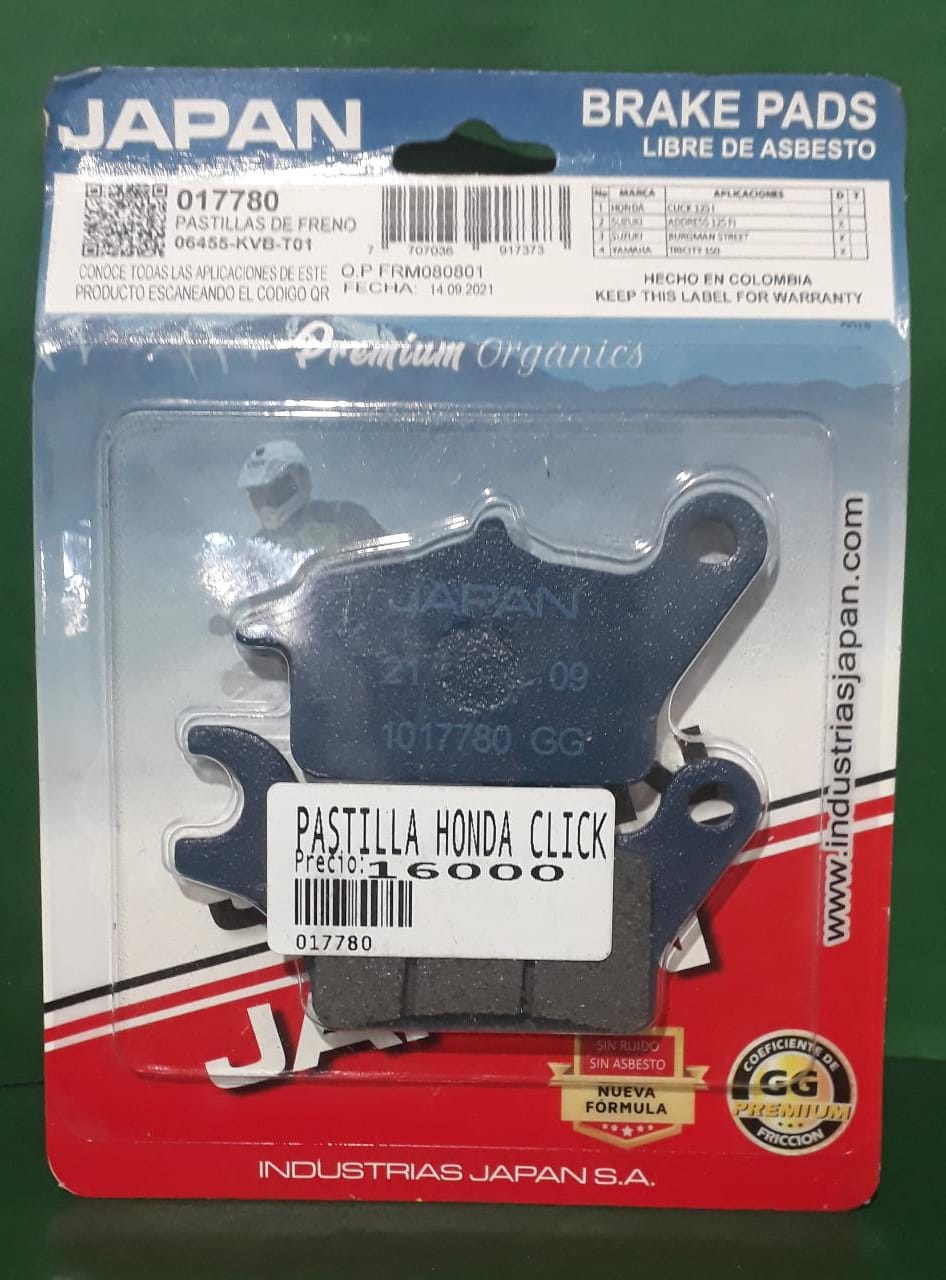 JAPAN
BRAKE PADS
LIBRE DE ASBESTO
017780
PASTILLAS DE FRENO
06455-KVB-T01
CONOCE TODAS LAS APLICACIONES DE ESTE
PRODUCTO ESCANEANDO EL CODIGO QR
7 707036 917373
O.P FRM080801
FECHA: 14.09.2021
No. MARCA APLICACIONES D T
1 HONDA CLICK 125 I X
2 SUZUKI ADDRESS 125 FI X
3 SUZUKI BURGMAN STREET X
4 YAMAHA TRICITY 150 X
HECHO EN COLOMBIA
KEEP THIS LABEL FOR WARRANTY
Premium Organics
JAPAN
21 09
1017780 GG
www.industriasjapan.com
PASTILLA HONDA CLICK
Precio: 16000
017780
SIN RUIDO
SIN ASBESTO
NUEVA
FÓRMULA
COEFICIENTE DE
GG
PREMIUM
FRICCION
INDUSTRIAS JAPAN S.A.